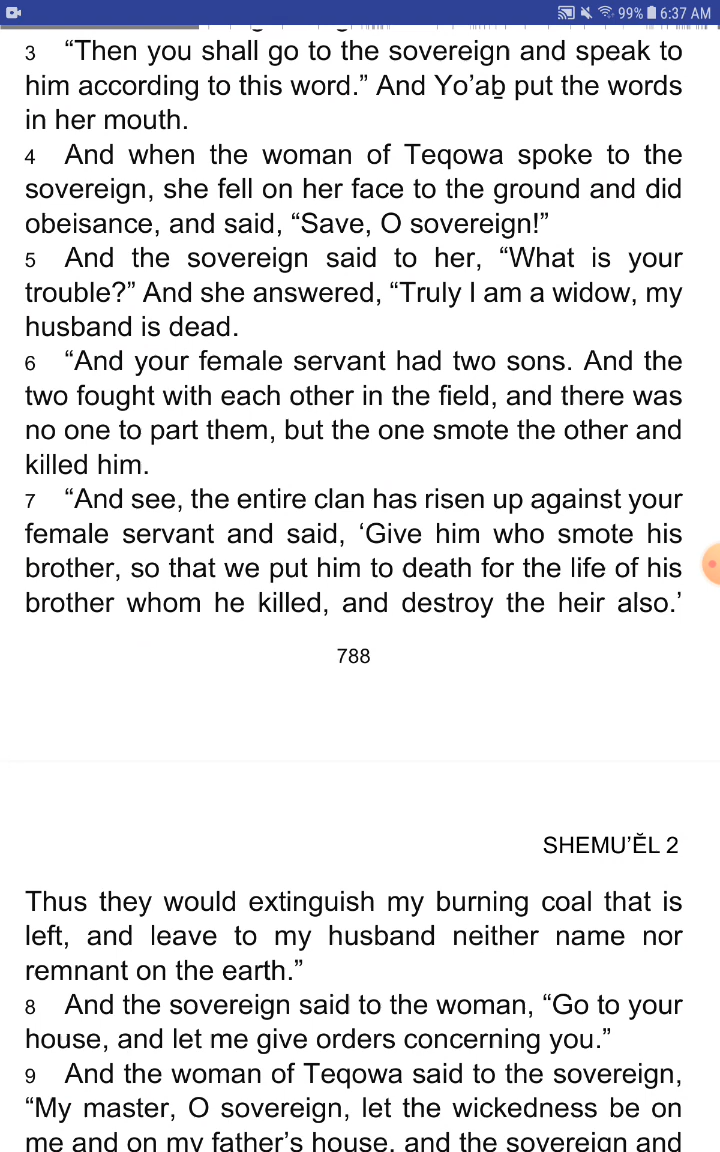 99% 6:37 AM
3 “Then you shall go to the sovereign and speak to
him according to this word.” And Yo’aḇ put the words
in her mouth.
4 And when the woman of Teqowa spoke to the
sovereign, she fell on her face to the ground and did
obeisance, and said, “Save, O sovereign!”
5 And the sovereign said to her, “What is your
trouble?” And she answered, “Truly I am a widow, my
husband is dead.
6 “And your female servant had two sons. And the
two fought with each other in the field, and there was
no one to part them, but the one smote the other and
killed him.
7 “And see, the entire clan has risen up against your
female servant and said, ‘Give him who smote his
brother, so that we put him to death for the life of his
brother whom he killed, and destroy the heir also.’
788
SHEMU’ĚL 2
Thus they would extinguish my burning coal that is
left, and leave to my husband neither name nor
remnant on the earth.”
8 And the sovereign said to the woman, “Go to your
house, and let me give orders concerning you.”
9 And the woman of Teqowa said to the sovereign,
“My master, O sovereign, let the wickedness be on
me and on my father’s house, and the sovereign and